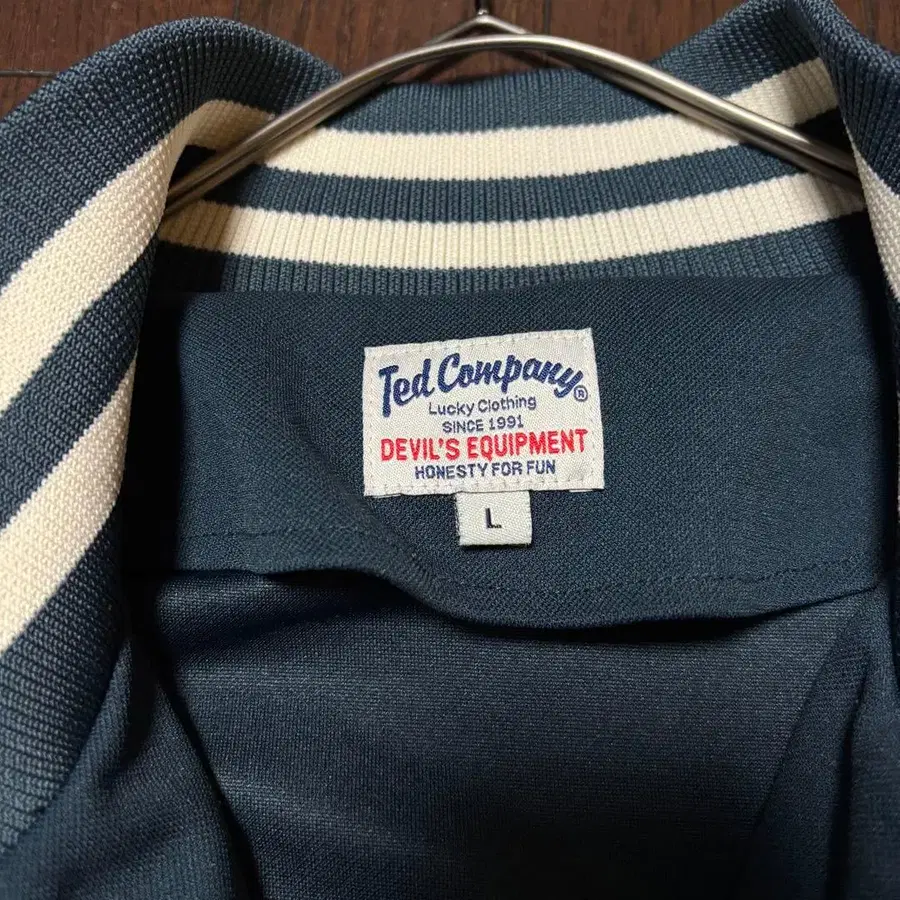 Ted Company®
Lucky Clothing
SINCE 1991
DEVIL'S EQUIPMENT
HONESTY FOR FUN
L